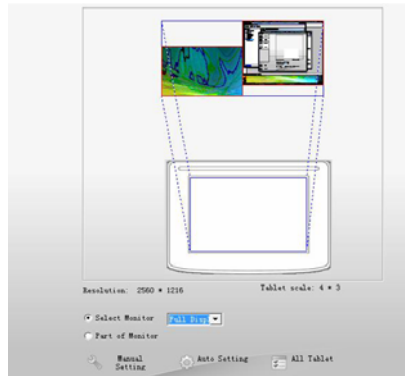 Resolution: 2560 * 1216
Tablet scale: 4 * 3
Select Monitor
Full Disp
Part of Monitor
Manual Setting
Auto Setting
All Tablet